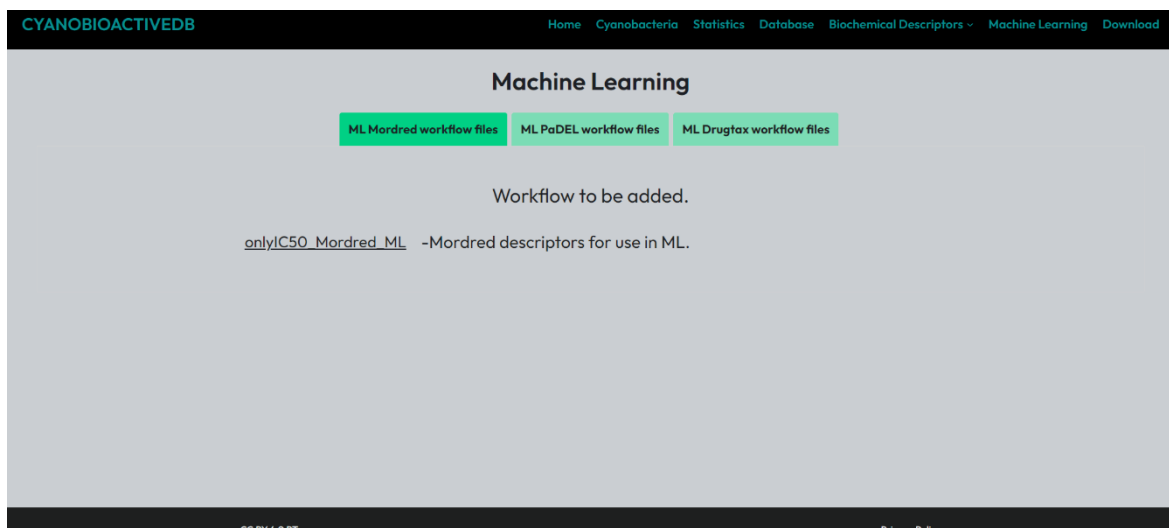 CYANOBIOACTIVEDB Home Cyanobacteria Statistics Database Biochemical Descriptors Machine Learning Download
Machine Learning
ML Mordred workflow files ML PaDEL workflow files ML Drugtax workflow files
Workflow to be added.
onlyIC50_Mordred_ML -Mordred descriptors for use in ML.